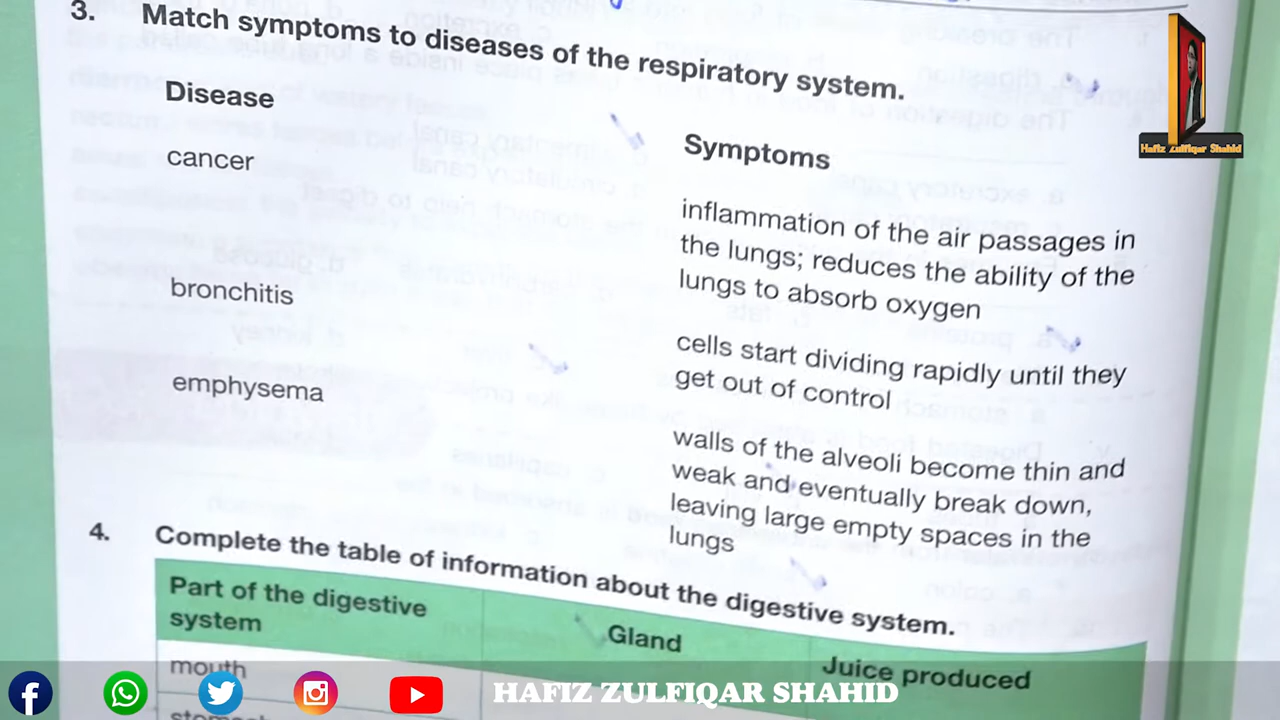 3. Match symptoms to diseases of the respiratory system.
Disease
cancer
bronchitis
emphysema
Symptoms
inflammation of the air passages in
the lungs; reduces the ability of the
lungs to absorb oxygen
cells start dividing rapidly until they
get out of control
walls of the alveoli become thin and
weak and eventually break down,
leaving large empty spaces in the
lungs
4. Complete the table of information about the digestive system.
Part of the digestive
system
Gland
Juice produced
mouth
Hafiz Zulfiqar Shahid
HAFIZ ZULFIQAR SHAHID